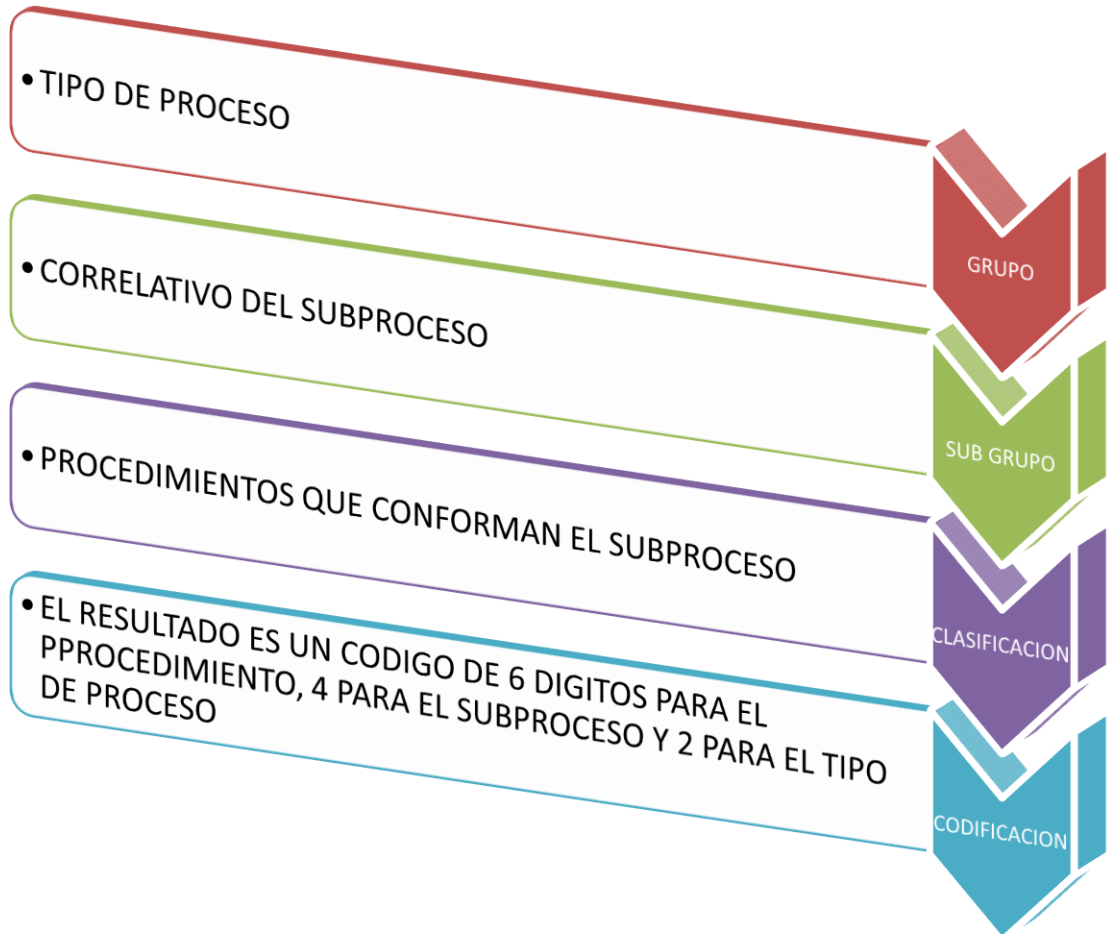 • TIPO DE PROCESO
GRUPO
• CORRELATIVO DEL SUBPROCESO
SUB GRUPO
• PROCEDIMIENTOS QUE CONFORMAN EL SUBPROCESO
CLASIFICACION
• EL RESULTADO ES UN CODIGO DE 6 DIGITOS PARA EL
PPROCEDIMIENTO, 4 PARA EL SUBPROCESO Y 2 PARA EL TIPO
DE PROCESO
CODIFICACION